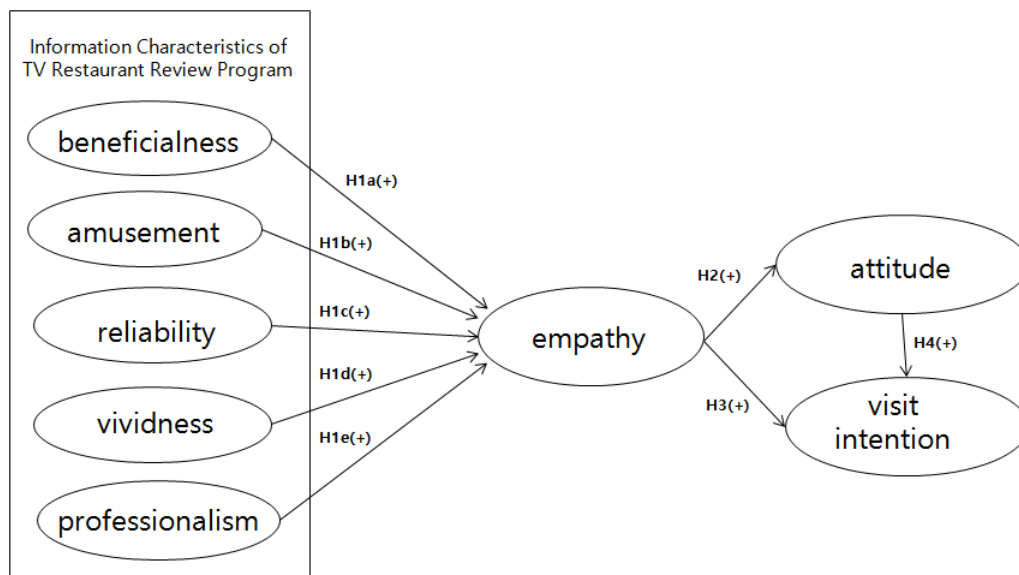 Information Characteristics of
TV Restaurant Review Program
beneficialness
amusement
reliability
vividness
professionalism
H1a(+)
H1b(+)
H1c(+)
H1d(+)
H1e(+)
empathy
H2(+)
H3(+)
attitude
H4(+)
visit
intention